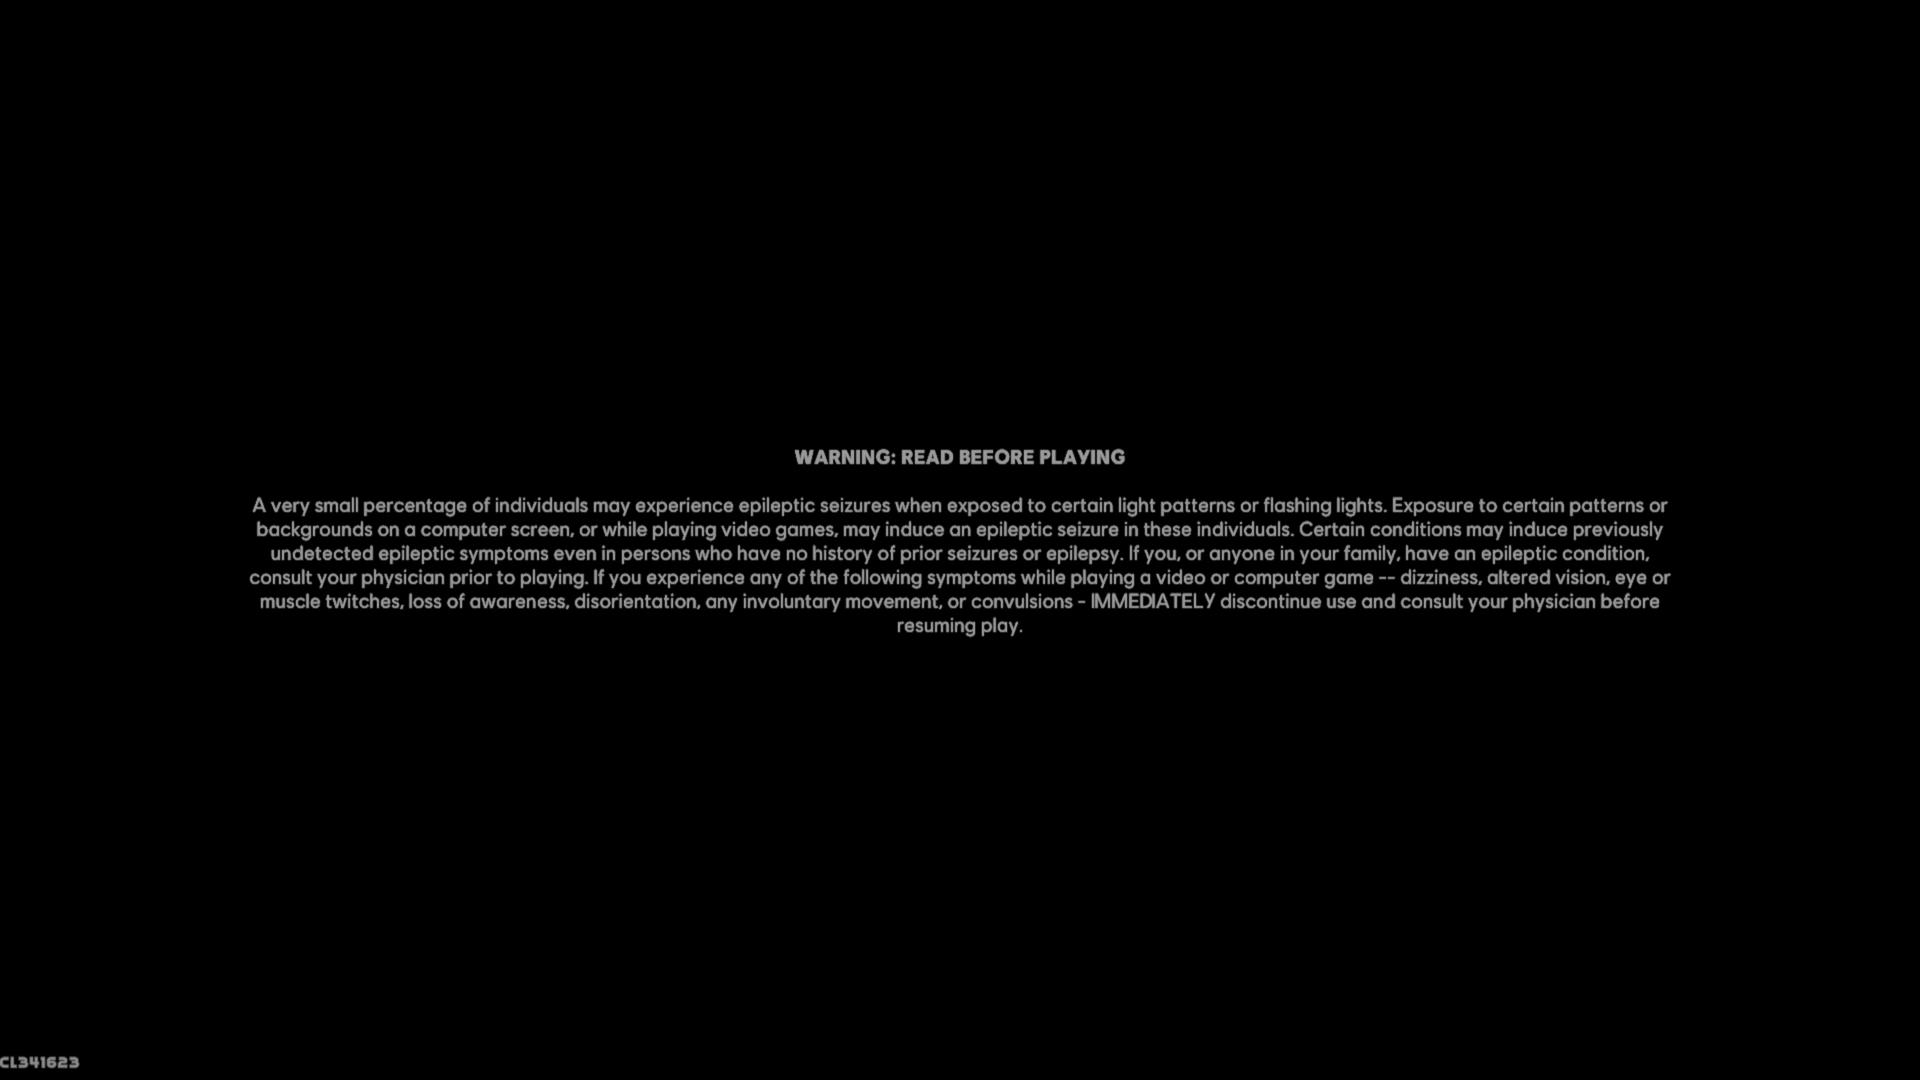 WARNING: READ BEFORE PLAYING
A very small percentage of individuals may experience epileptic seizures when exposed to certain light patterns or flashing lights. Exposure to certain patterns or
backgrounds on a computer screen, or while playing video games, may induce an epileptic seizure in these individuals. Certain conditions may induce previously
undetected epileptic symptoms even in persons who have no history of prior seizures or epilepsy. If you, or anyone in your family, have an epileptic condition,
consult your physician prior to playing. If you experience any of the following symptoms while playing a video or computer game -- dizziness, altered vision, eye or
muscle twitches, loss of awareness, disorientation, any involuntary movement, or convulsions - IMMEDIATELY discontinue use and consult your physician before
resuming play.
CL341623